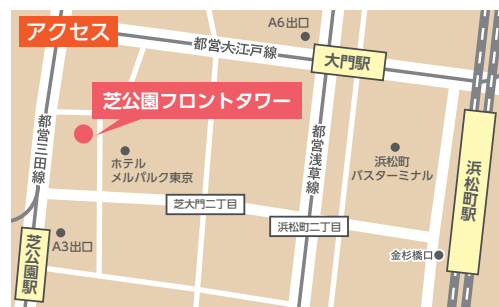 アクセス
A6出口
都営大江戸線
大門駅
芝公園フロントタワー
都営三田線
ホテル
メルパルク東京
都営浅草線
浜松町
バスターミナル
浜松町駅
芝大門二丁目
浜松町二丁目
A3出口
芝公園駅
金杉橋口